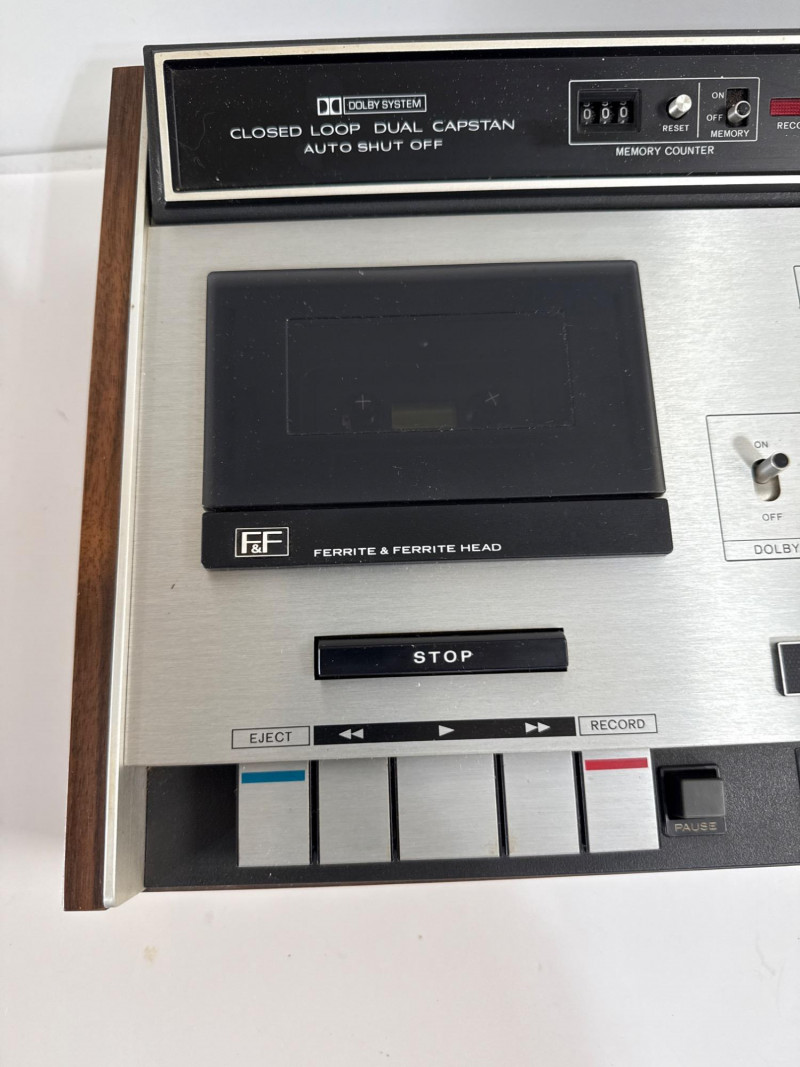 DOLBY SYSTEM
CLOSED LOOP DUAL CAPSTAN
AUTO SHUT OFF
000
RESET
ON
OFF
MEMORY
MEMORY COUNTER
ON
OFF
DOLBY
F&F
FERRITE & FERRITE HEAD
STOP
EJECT
RECORD
PAUSE